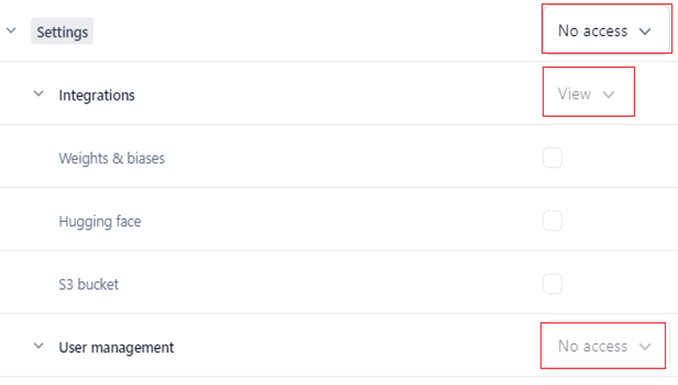 Settings No access
Integrations View
Weights & biases
Hugging face
S3 bucket
User management No access